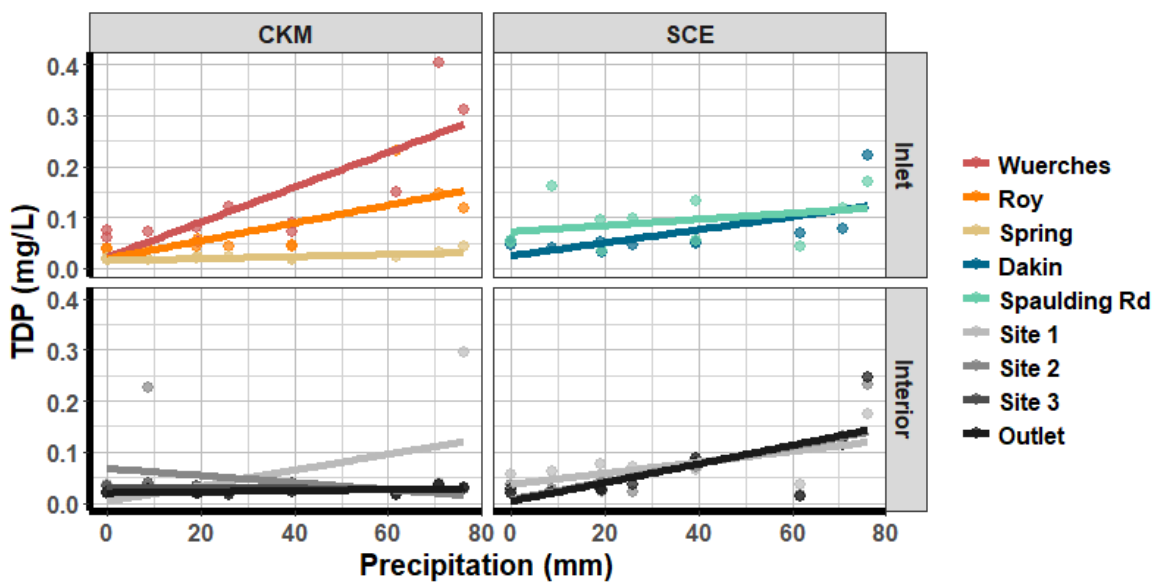 CKM
SCE
0.4
0.3
0.2
0.1
0.0
Inlet
0.4
0.3
0.2
0.1
0.0
Interior
TDP (mg/L)
0 20 40 60 80
0 20 40 60 80
Precipitation (mm)
Wuerches
Roy
Spring
Dakin
Spaulding Rd
Site 1
Site 2
Site 3
Outlet